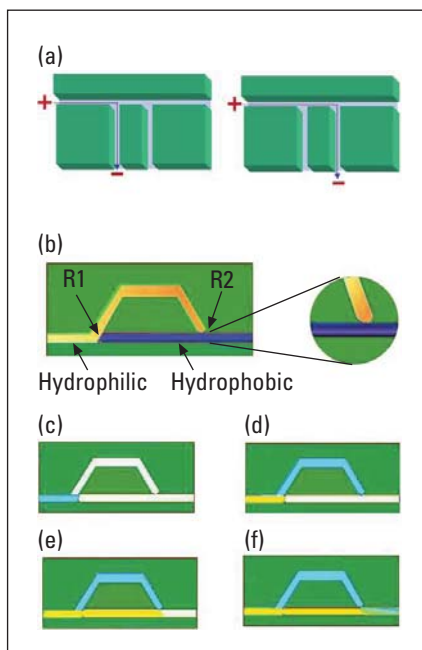 (a)
+ +
− −
(b)
R1 R2
Hydrophilic Hydrophobic
(c) (d)
(e) (f)